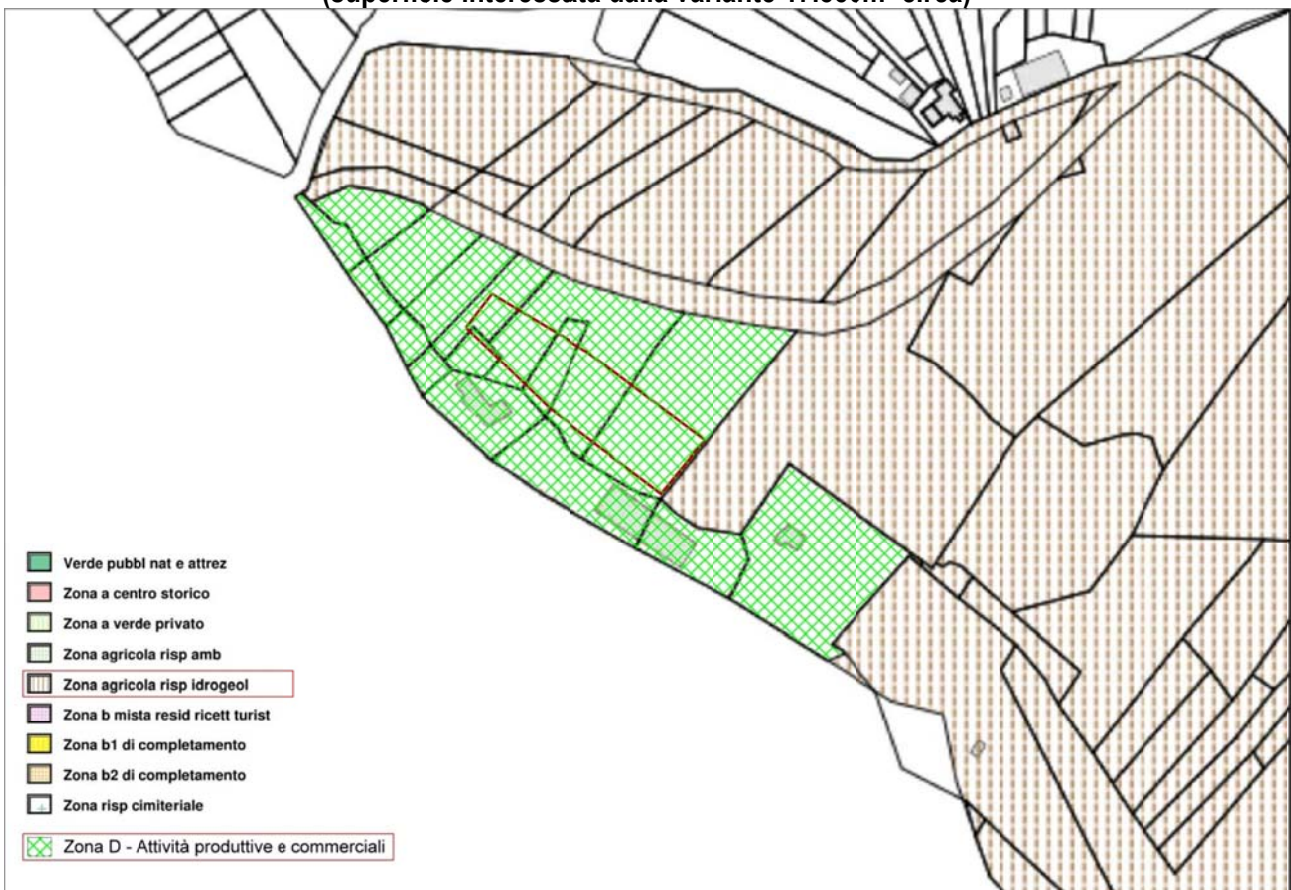 Verde pubbl nat e attrez
Zona a centro storico
Zona a verde privato
Zona agricola risp amb
Zona agricola risp idrogeol
Zona b mista resid ricett turist
Zona b1 di completamento
Zona b2 di completamento
Zona risp cimiteriale
Zona D - Attività produttive e commerciali